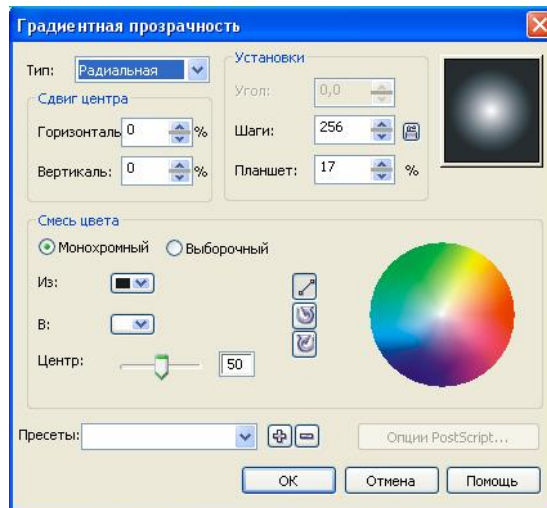 Градиентная прозрачность
Тип: Радиальная
Сдвиг центра
Горизонталь 0 %
Вертикаль: 0 %
Установки
Угол: 0,0
Шаги: 256
Планшет: 17 %
Смесь цвета
Монохромный Выборочный
Из:
В:
Центр: 50
Пресеты:
Опции PostScript...
ОК Отмена Помощь